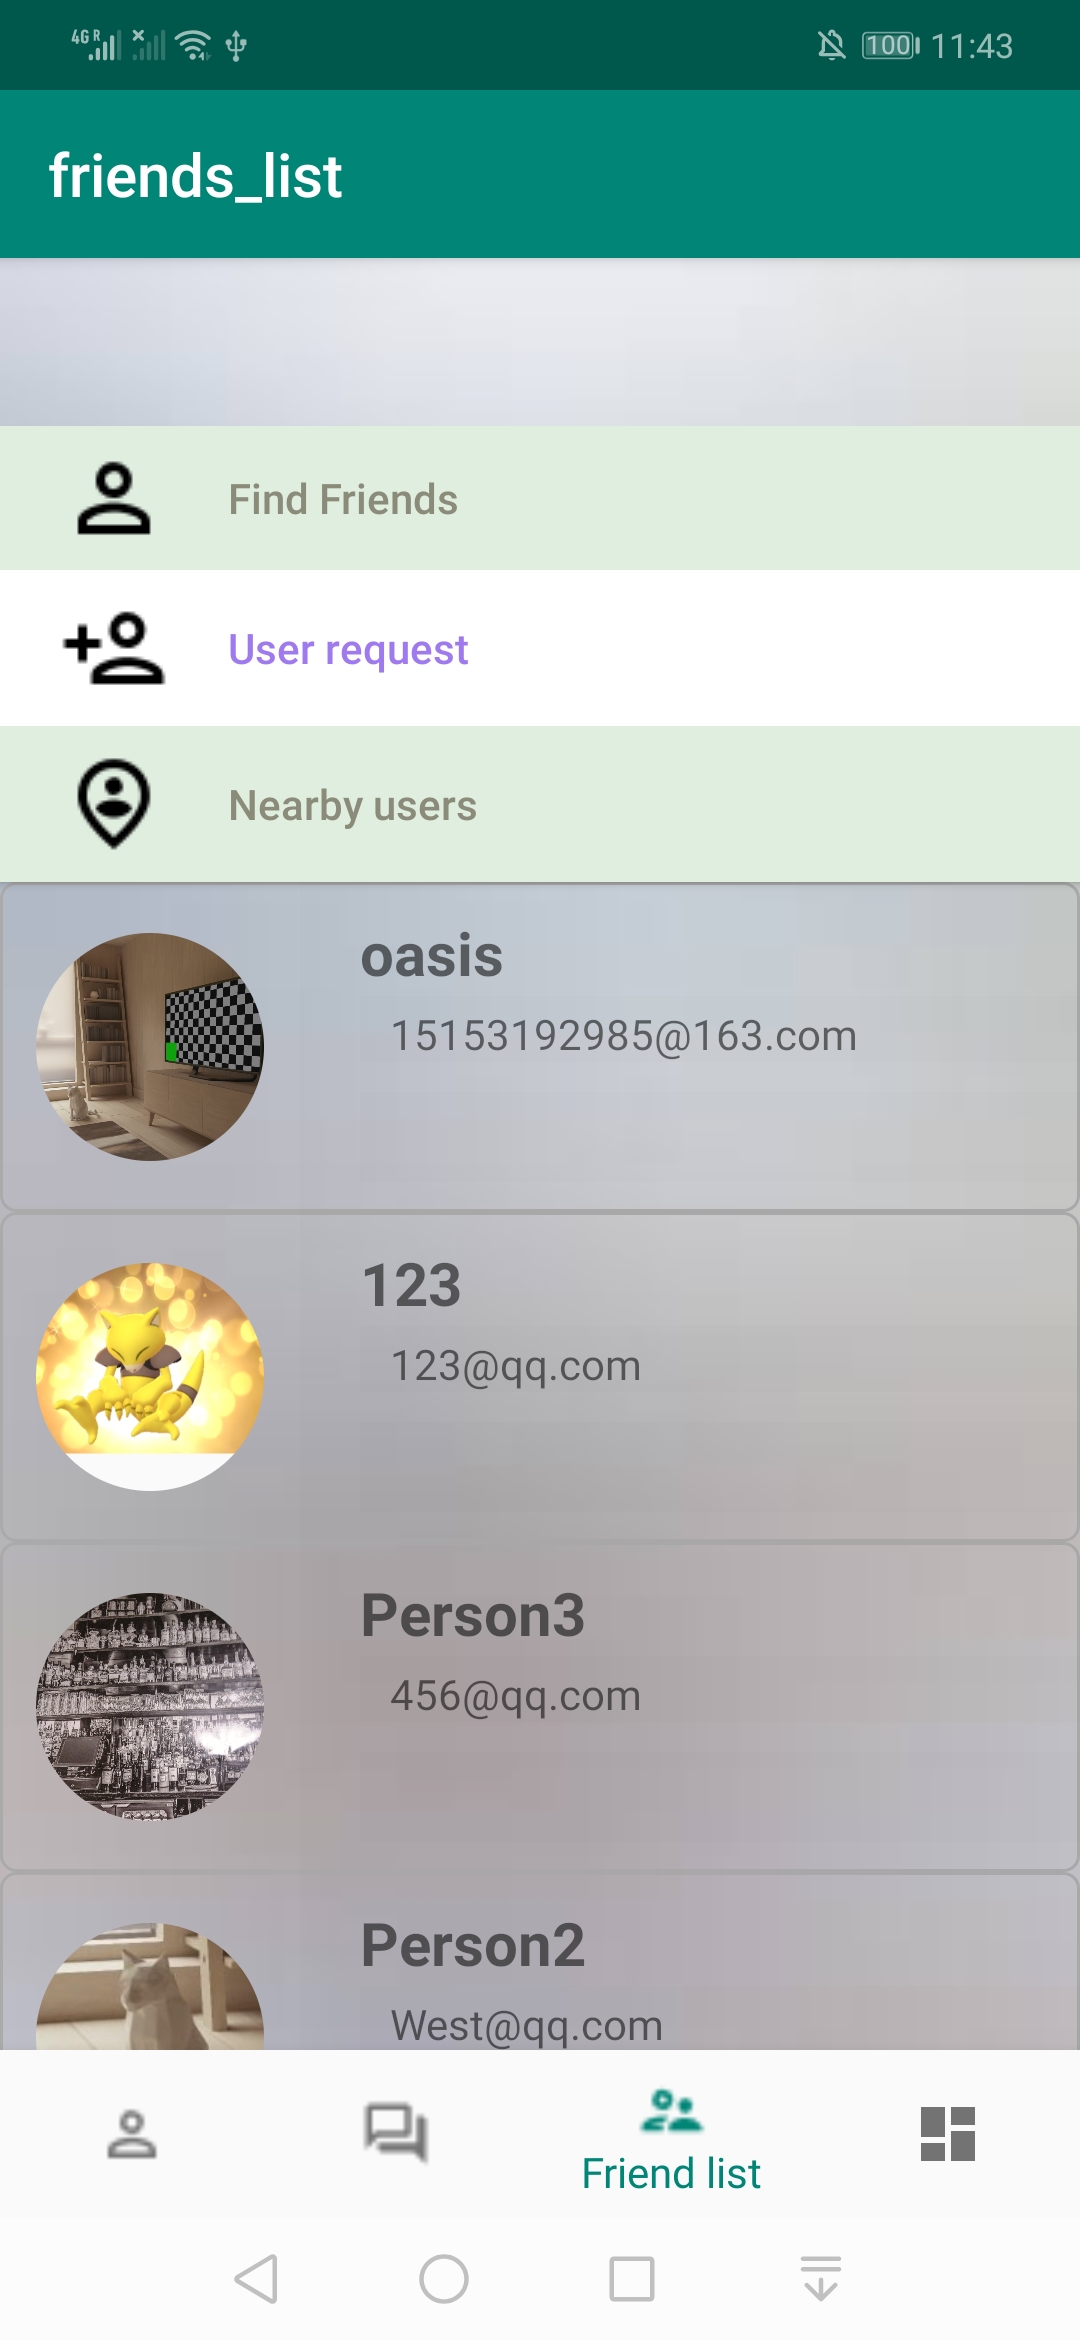 4G R 100 11:43
friends_list
Find Friends
User request
Nearby users
oasis
15153192985@163.com
123
123@qq.com
Person3
456@qq.com
Person2
West@qq.com
Friend list